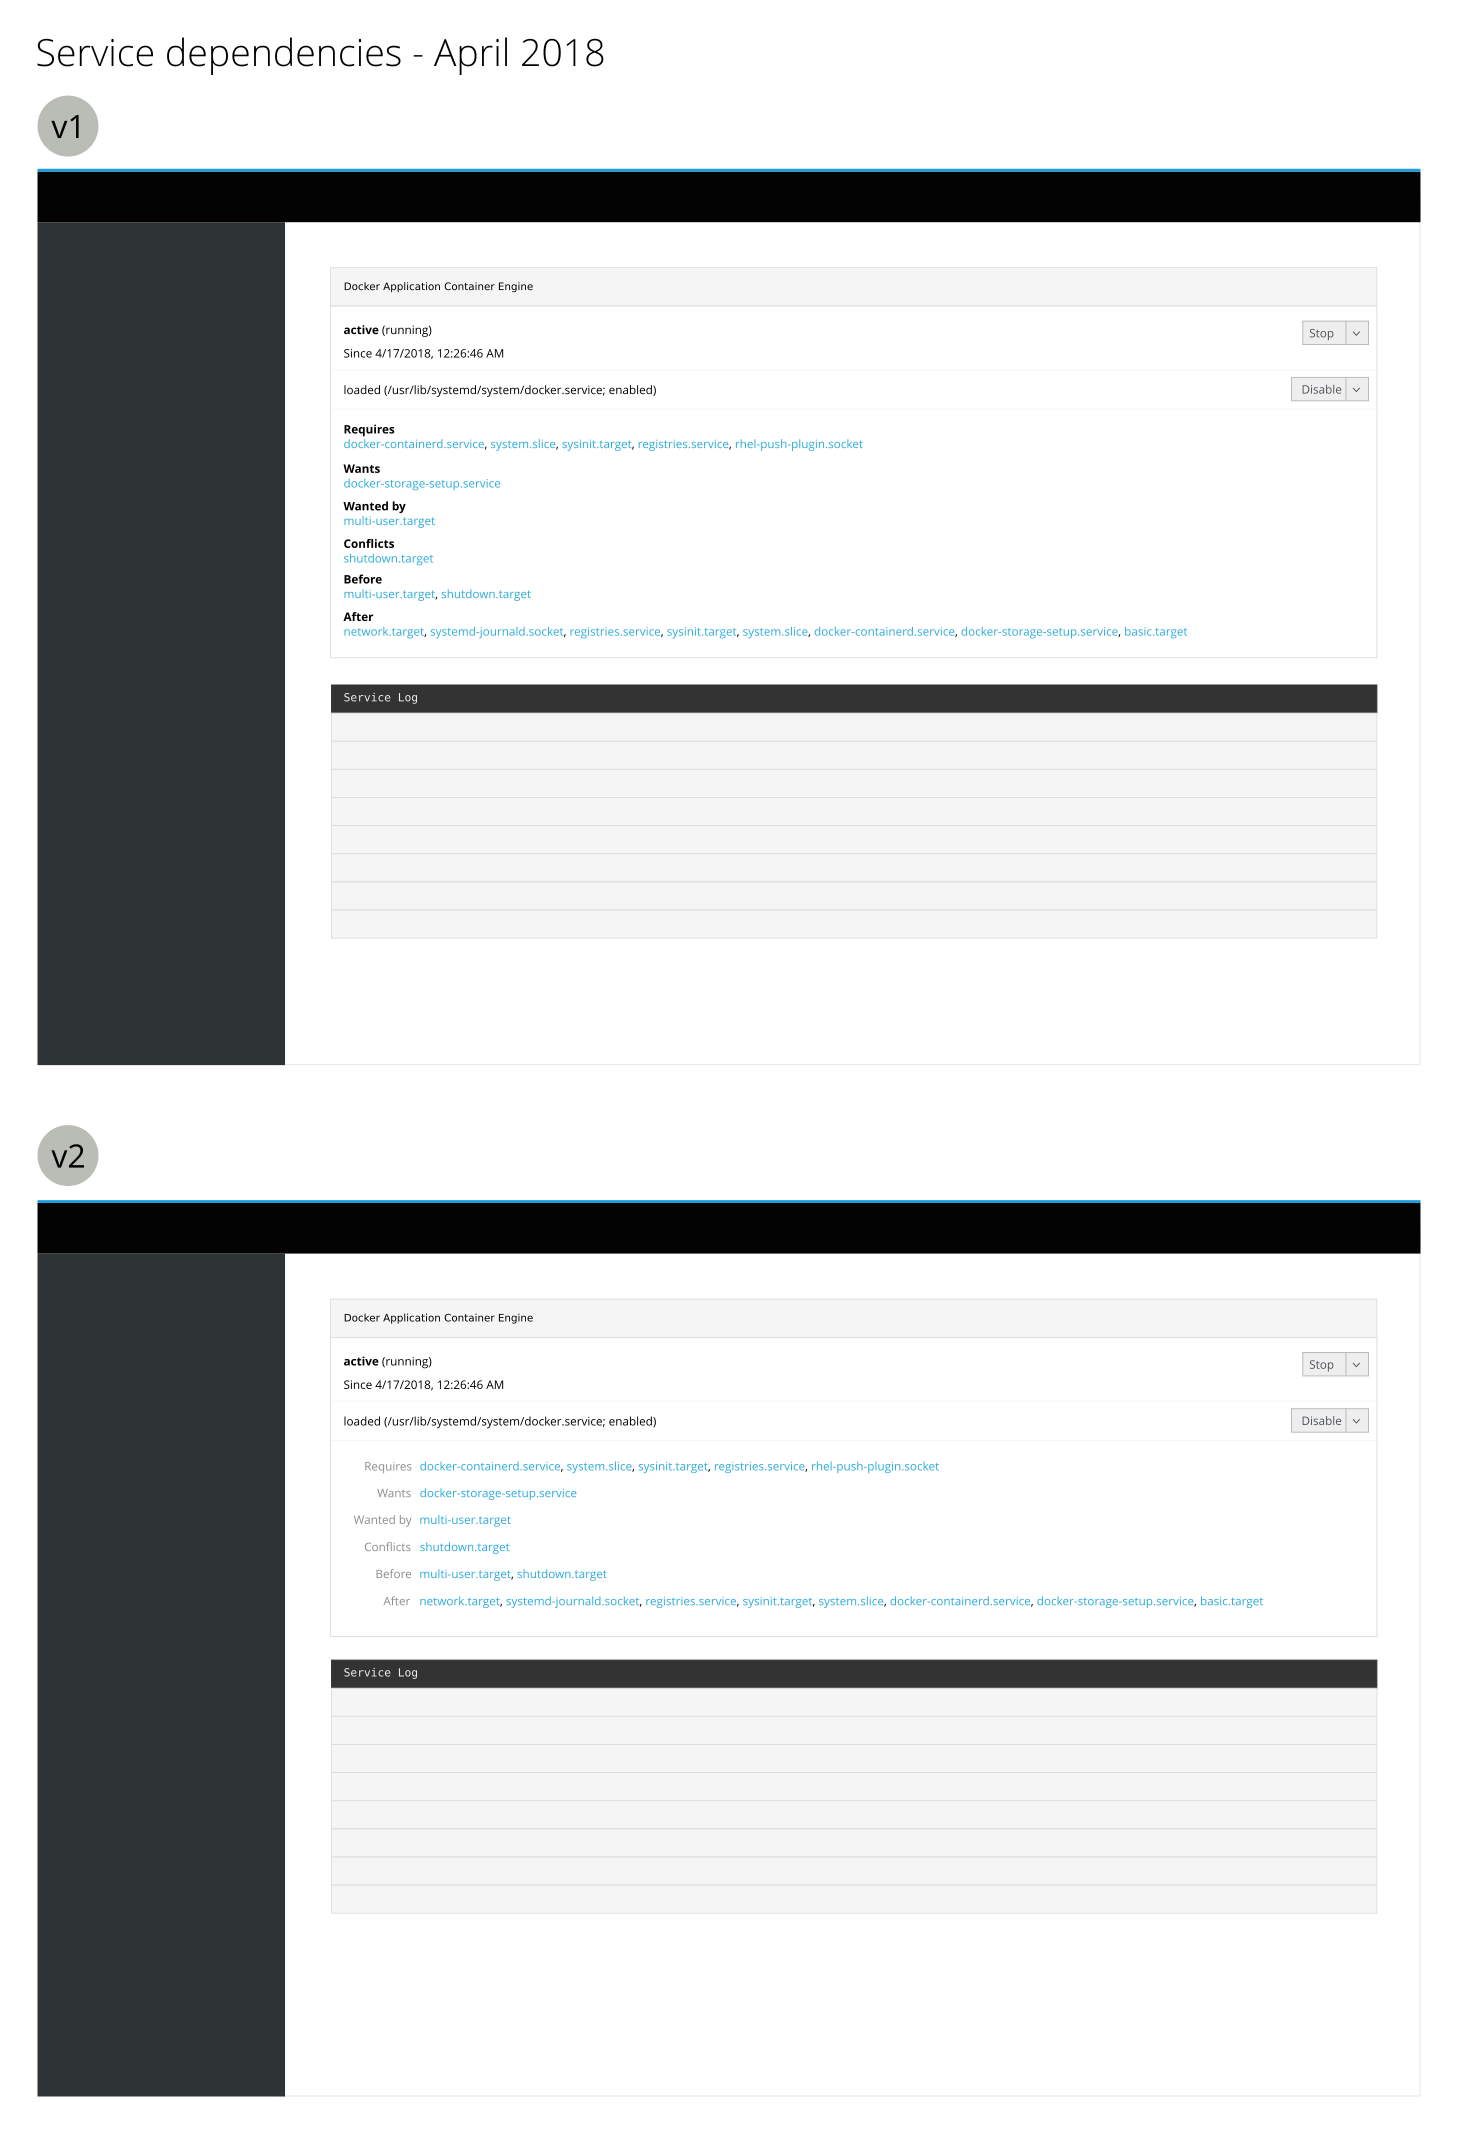 Service dependencies - April 2018
v1
Docker Application Container Engine
active (running)
Stop
Since 4/17/2018, 12:26:46 AM
loaded (/usr/lib/systemd/system/docker.service; enabled)
Disable
Requires
docker-containerd.service, system.slice, sysinit.target, registries.service, rhel-push-plugin.socket
Wants
docker-storage-setup.service
Wanted by
multi-user.target
Conflicts
shutdown.target
Before
multi-user.target, shutdown.target
After
network.target, systemd-journald.socket, registries.service, sysinit.target, system.slice, docker-containerd.service, docker-storage-setup.service, basic.target
Service Log
v2
Docker Application Container Engine
active (running)
Stop
Since 4/17/2018, 12:26:46 AM
loaded (/usr/lib/systemd/system/docker.service; enabled)
Disable
Requires docker-containerd.service, system.slice, sysinit.target, registries.service, rhel-push-plugin.socket
Wants docker-storage-setup.service
Wanted by multi-user.target
Conflicts shutdown.target
Before multi-user.target, shutdown.target
After network.target, systemd-journald.socket, registries.service, sysinit.target, system.slice, docker-containerd.service, docker-storage-setup.service, basic.target
Service Log